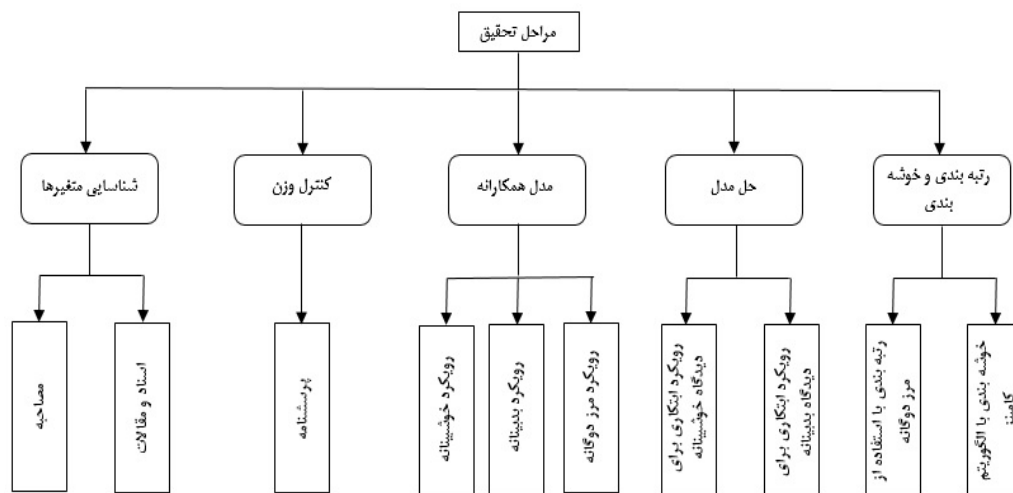 مراحل تحقیق
شناسایی متغیرها
کنترل وزن
مدل همکارانه
حل مدل
رتبه بندی و خوشه
بندی
مصاحبه
اسناد و مقالات
پرسشنامه
رویکرد خوشبینانه
رویکرد بدبینانه
رویکرد مرز دوگانه
رویکرد ابتکاری برای
دیدگاه خوشبینانه
رویکرد ابتکاری برای
دیدگاه بدبینانه
رتبه بندی با استفاده از
مرز دوگانه
خوشه بندی با الگوریتم
کامینز